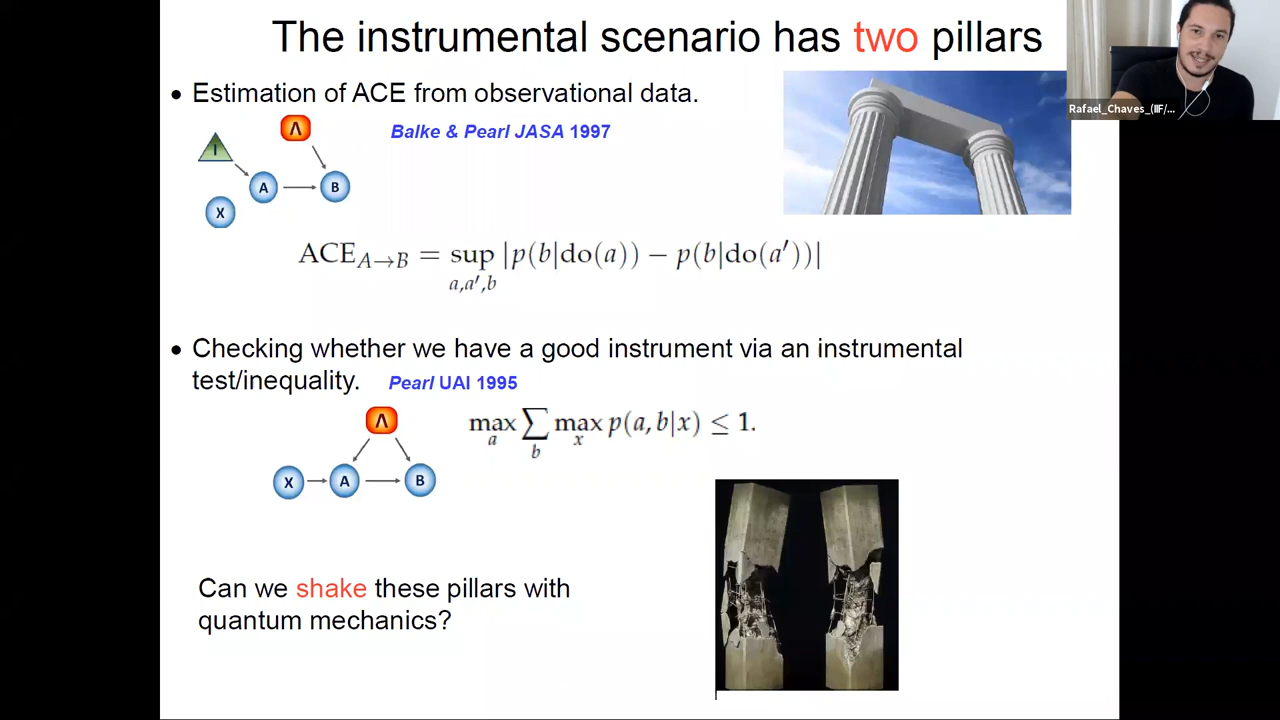 The instrumental scenario has two pillars
Rafael_Chaves_(IIF/...
• Estimation of ACE from observational data.
Balke & Pearl JASA 1997
Λ
I
A
B
X
ACE_{A→B} = sup_{a,a′,b} |p(b|do(a)) − p(b|do(a′))|
• Checking whether we have a good instrument via an instrumental
test/inequality. Pearl UAI 1995
Λ
max_a ∑_b max_x p(a, b|x) ≤ 1.
X
A
B
Can we shake these pillars with
quantum mechanics?